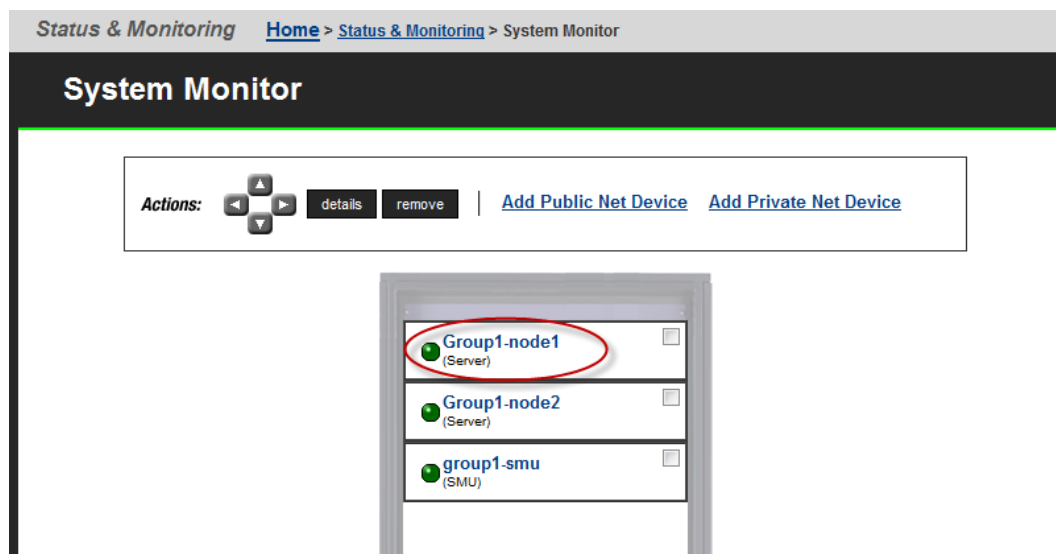 Status & Monitoring Home > Status & Monitoring > System Monitor
System Monitor
Actions: details remove | Add Public Net Device Add Private Net Device
Group1-node1
(Server)
Group1-node2
(Server)
group1-smu
(SMU)